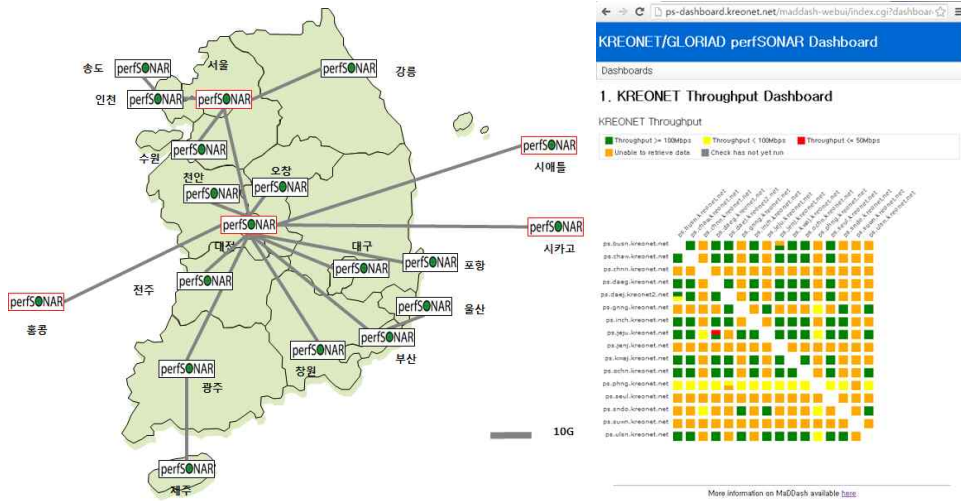 송도
perfSONAR
서울
perfSONAR
강릉
인천
perfSONAR
perfSONAR
수원
perfSONAR
천안
오창
perfSONAR
perfSONAR
perfSONAR
시애틀
perfSONAR
대전
대구
perfSONAR
시카고
perfSONAR
perfSONAR
포항
전주
perfSONAR
perfSONAR
홍콩
perfSONAR
울산
perfSONAR
부산
perfSONAR
창원
perfSONAR
광주
perfSONAR
제주
10G
ps-dashboard.kreonet.net/maddash-webui/index.cgi?dashboar
KREONET/GLORIAD perfSONAR Dashboard
Dashboards
1. KREONET Throughput Dashboard
KREONET Throughput
Throughput >= 100Mbps
Throughput < 100Mbps
Throughput <= 50Mbps
Unable to retrieve data
Check has not yet run
ps.busn.kreonet.net
ps.chaw.kreonet.net
ps.chnn.kreonet.net
ps.daeg.kreonet.net
ps.daej.kreonet2.net
ps.gnng.kreonet.net
ps.inch.kreonet.net
ps.jeju.kreonet.net
ps.jenj.kreonet.net
ps.kwej.kreonet.net
ps.ochn.kreonet.net
ps.phng.kreonet.net
ps.seul.kreonet.net
ps.sndo.kreonet.net
ps.suwn.kreonet.net
ps.ulsn.kreonet.net
More information on MaDDash available here